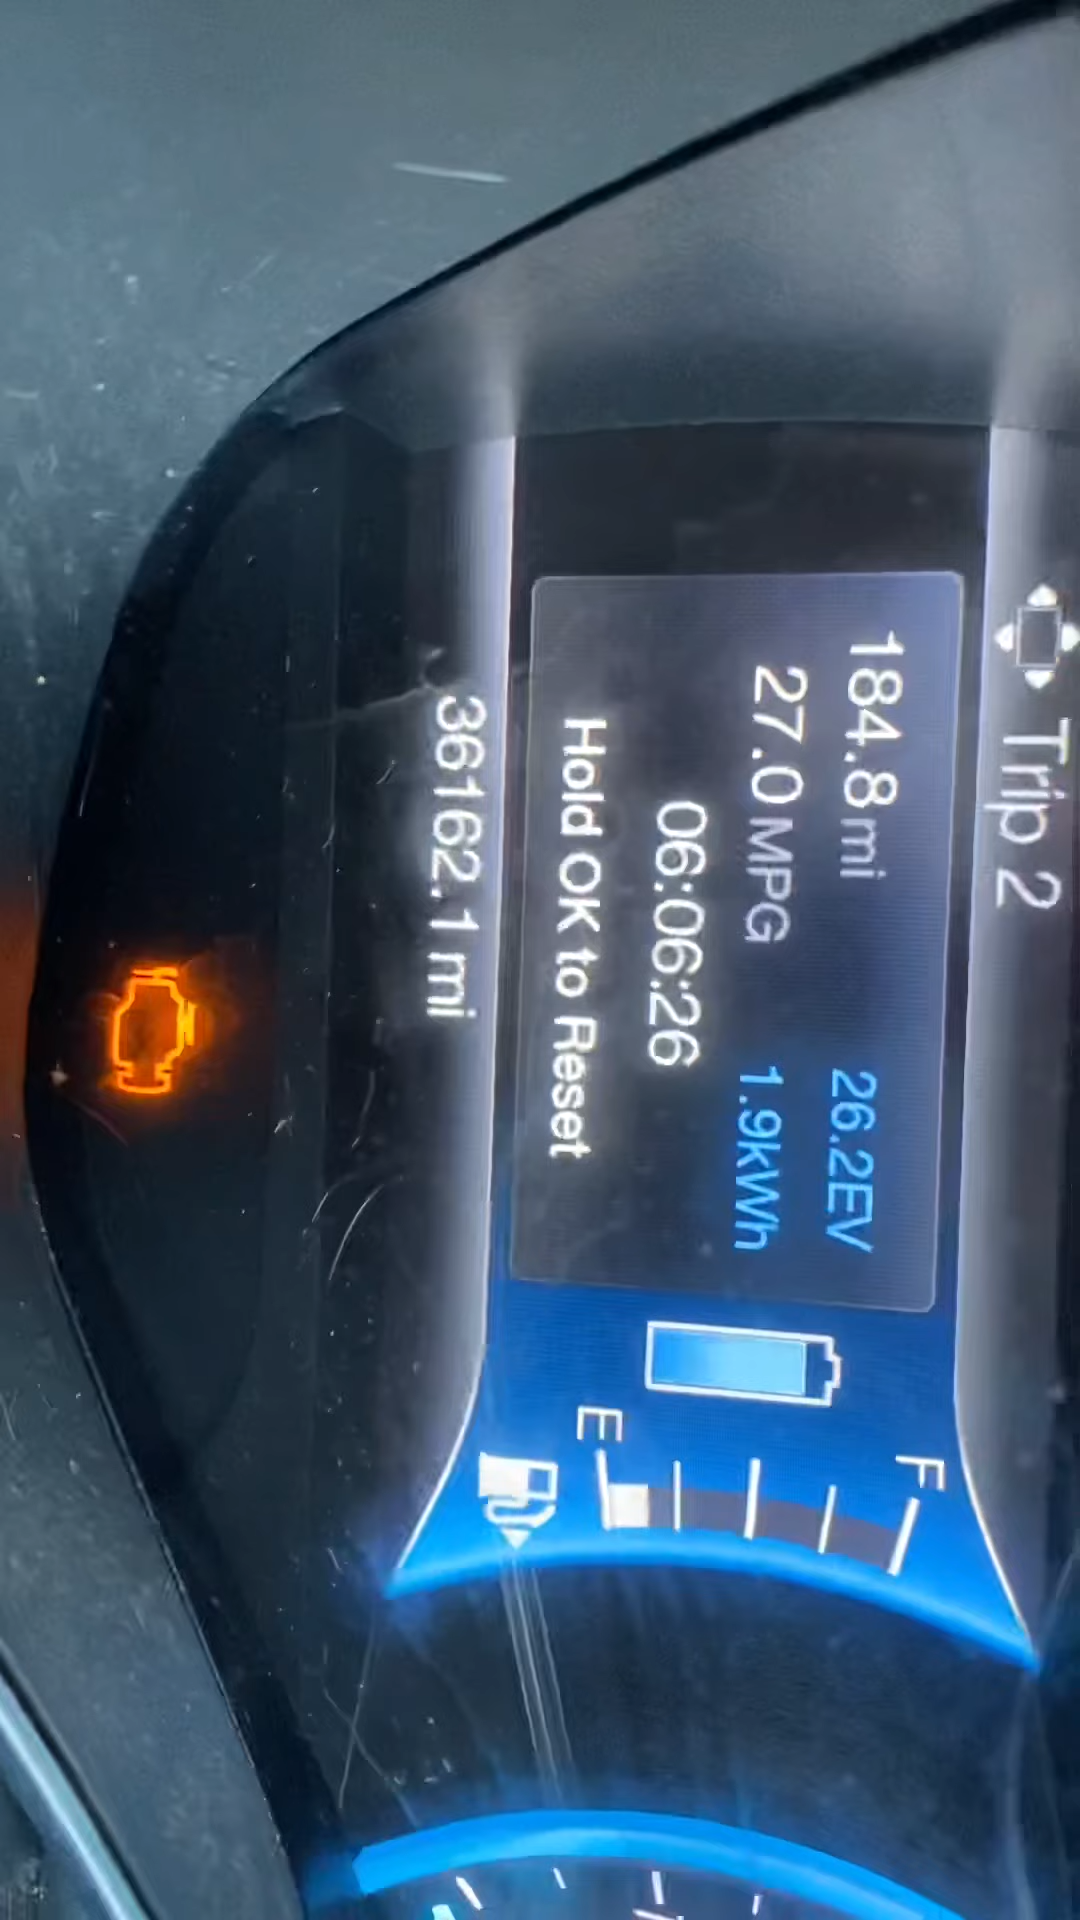 Trip 2
184.8 mi 26.2EV
27.0 MPG 1.9kWh
06:06:26
Hold OK to Reset
36162.1 mi
F
E